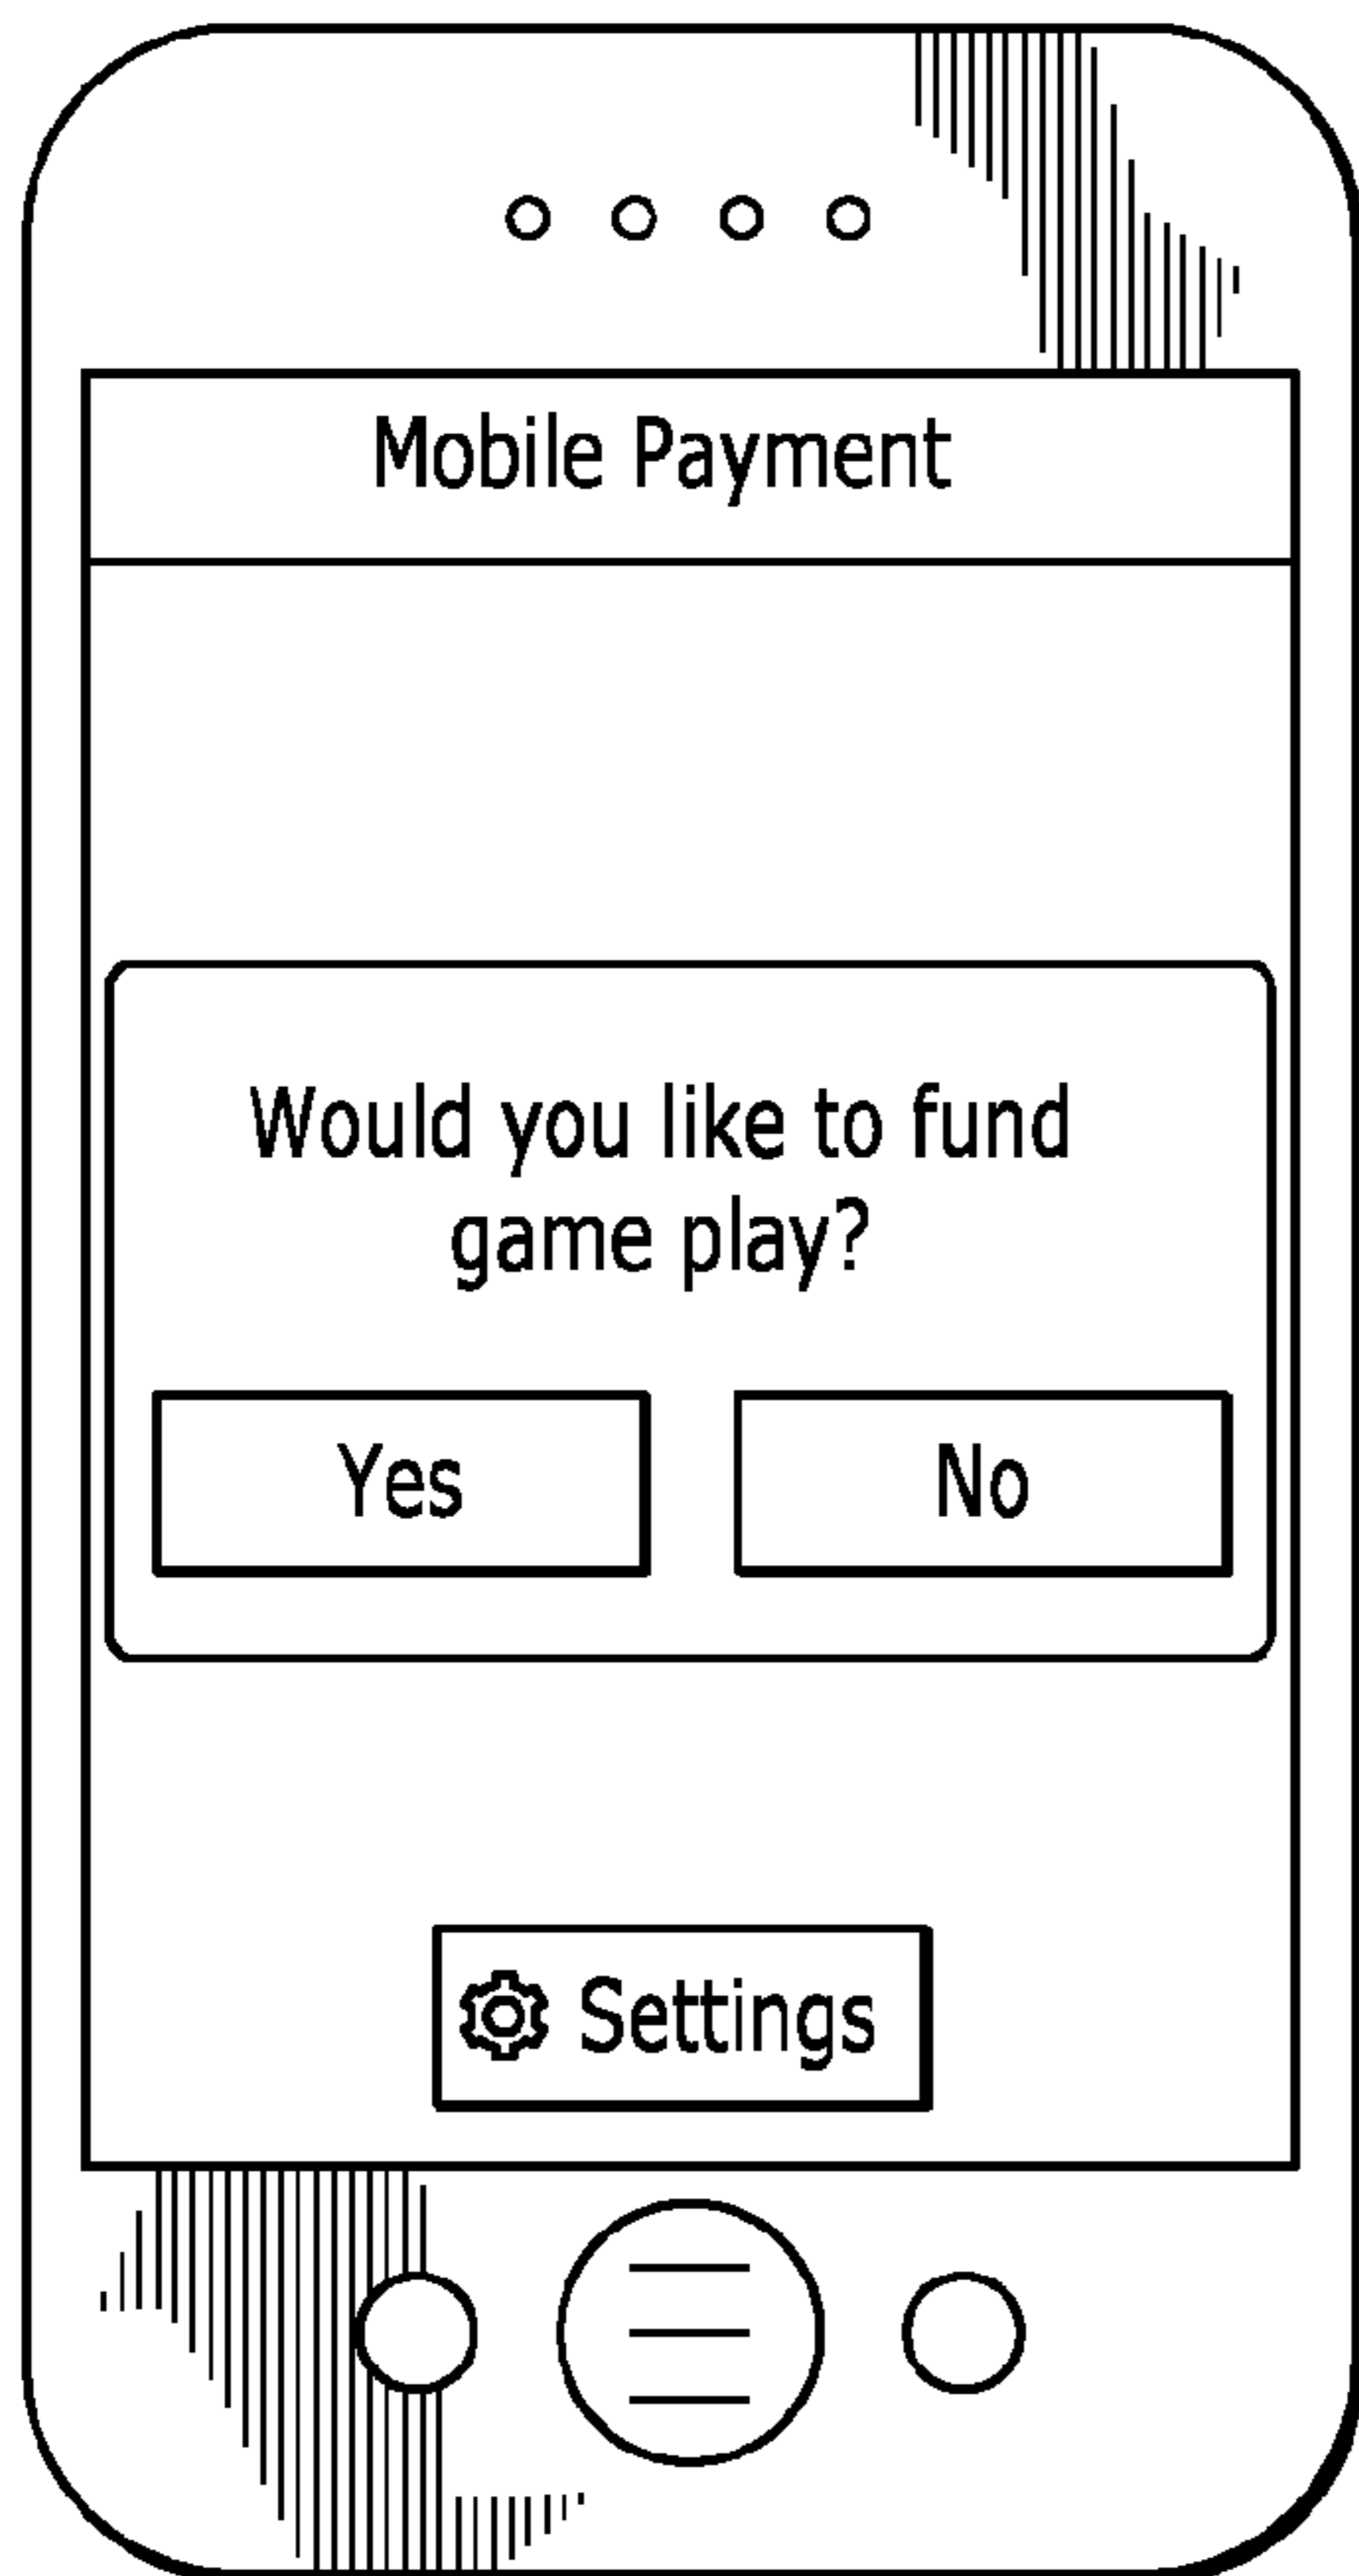 Mobile Payment
Would you like to fund
game play?
Yes
No
Settings